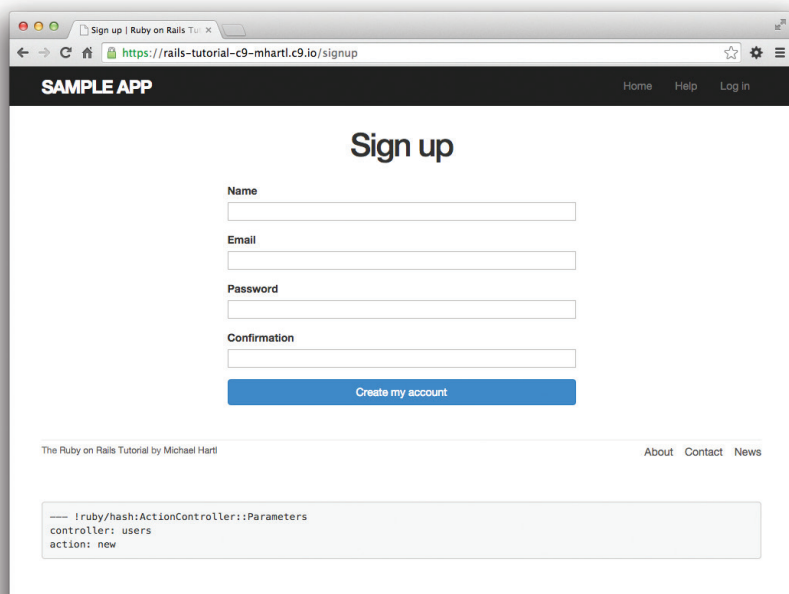 Sign up | Ruby on Rails Tu
https://rails-tutorial-c9-mhartl.c9.io/signup
SAMPLE APP
Home Help Log in
Sign up
Name
Email
Password
Confirmation
Create my account
The Ruby on Rails Tutorial by Michael Hartl
About Contact News
--- !ruby/hash:ActionController::Parameters
controller: users
action: new